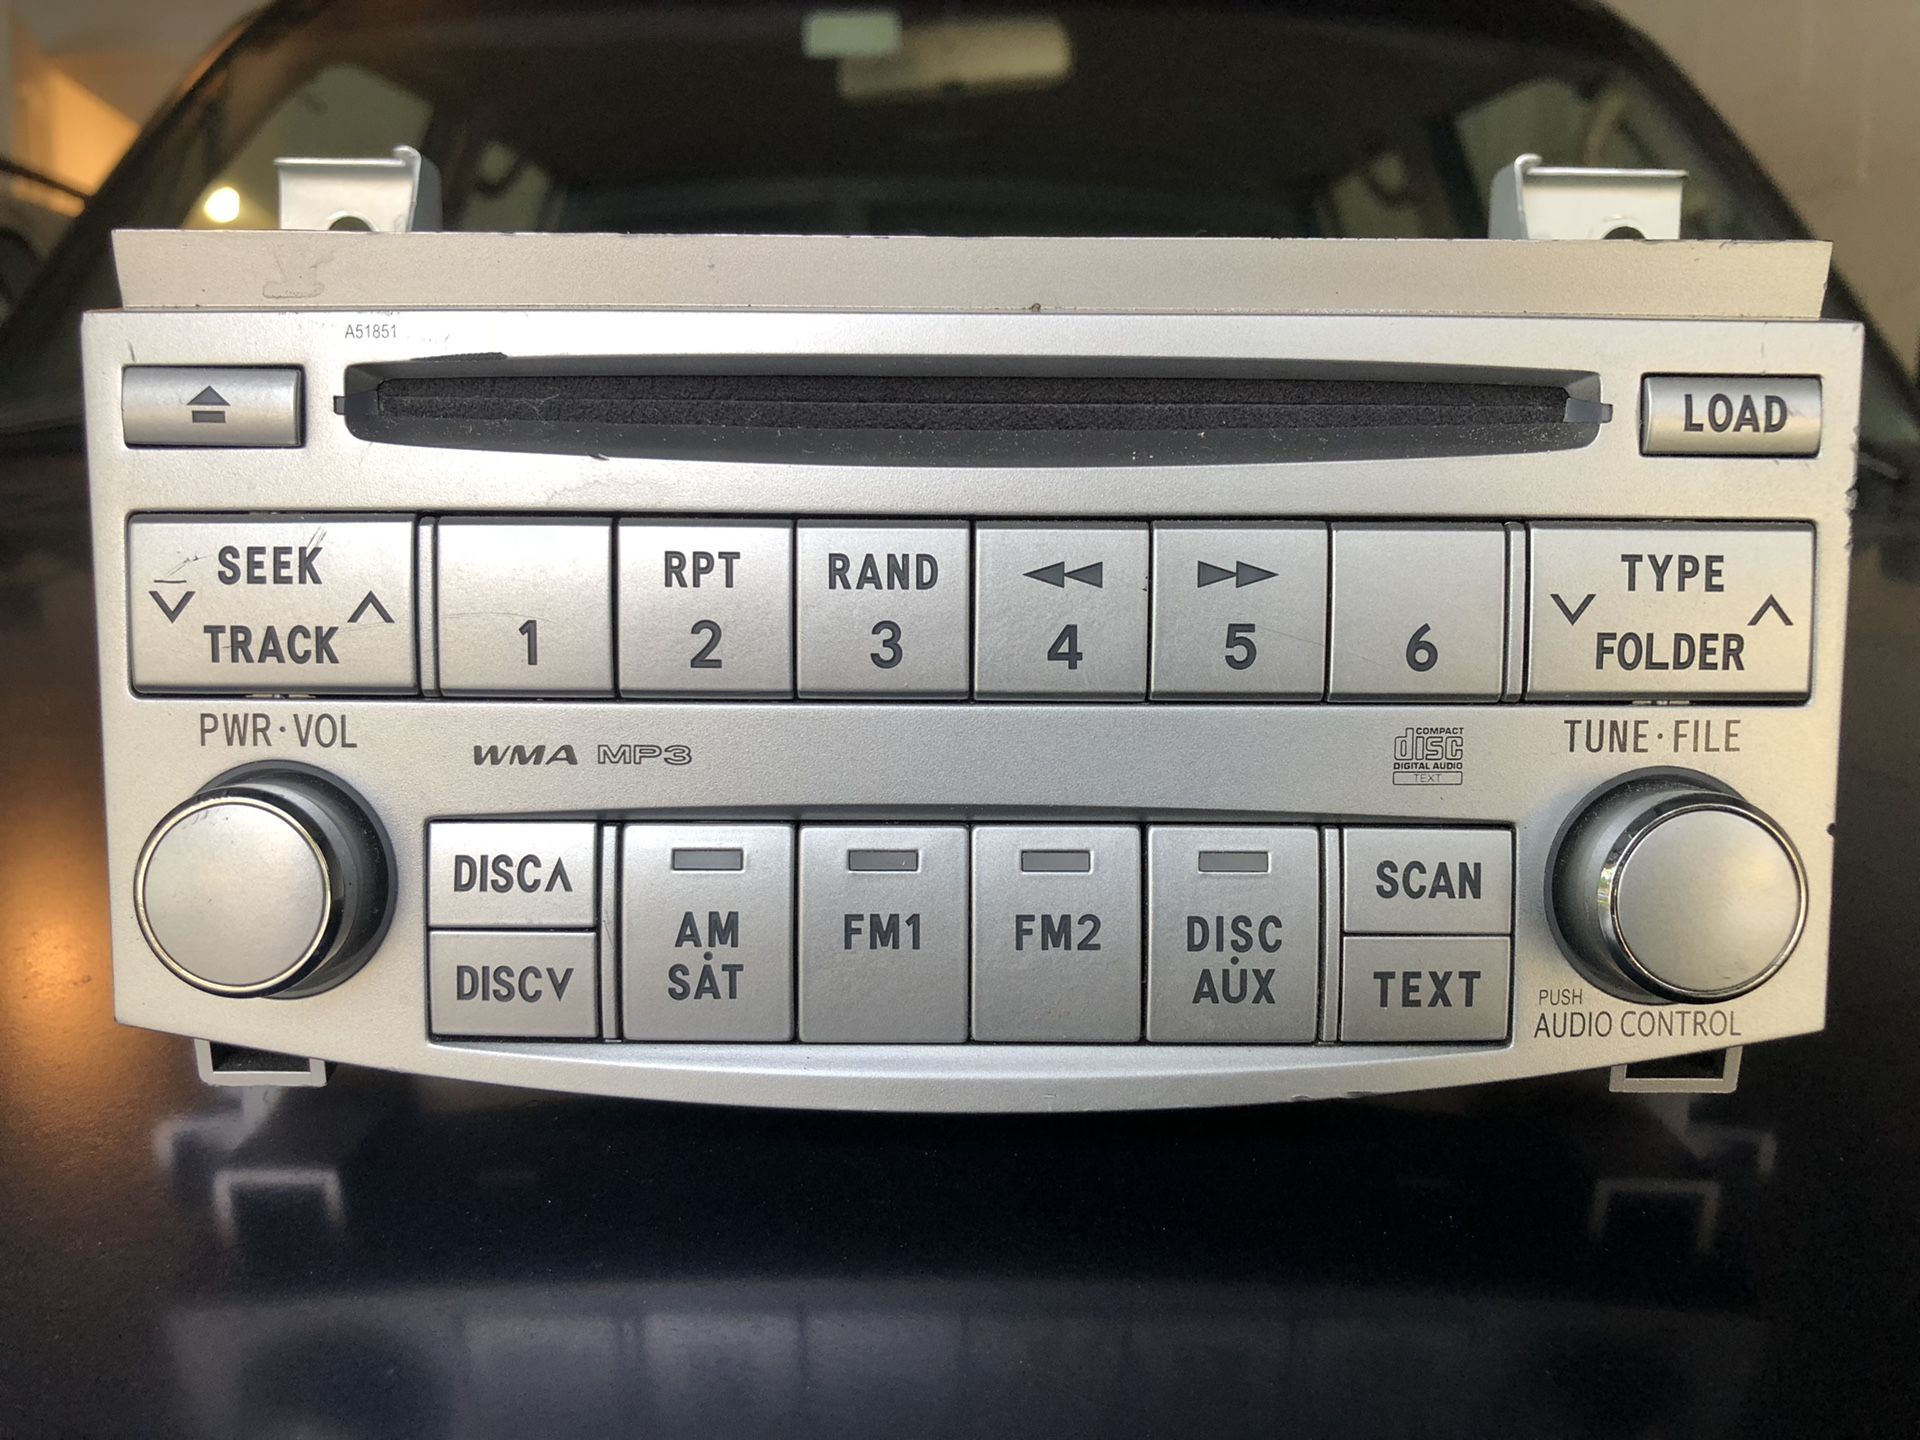 A51851
LOAD
SEEK
TRACK
1
RPT
2
RAND
3
4
5
6
TYPE
FOLDER
PWR·VOL
WMA MP3
COMPACT
disc
DIGITAL AUDIO
TEXT
TUNE·FILE
DISC∧
DISC∨
AM
SAT
FM1
FM2
DISC
AUX
SCAN
TEXT
PUSH
AUDIO CONTROL